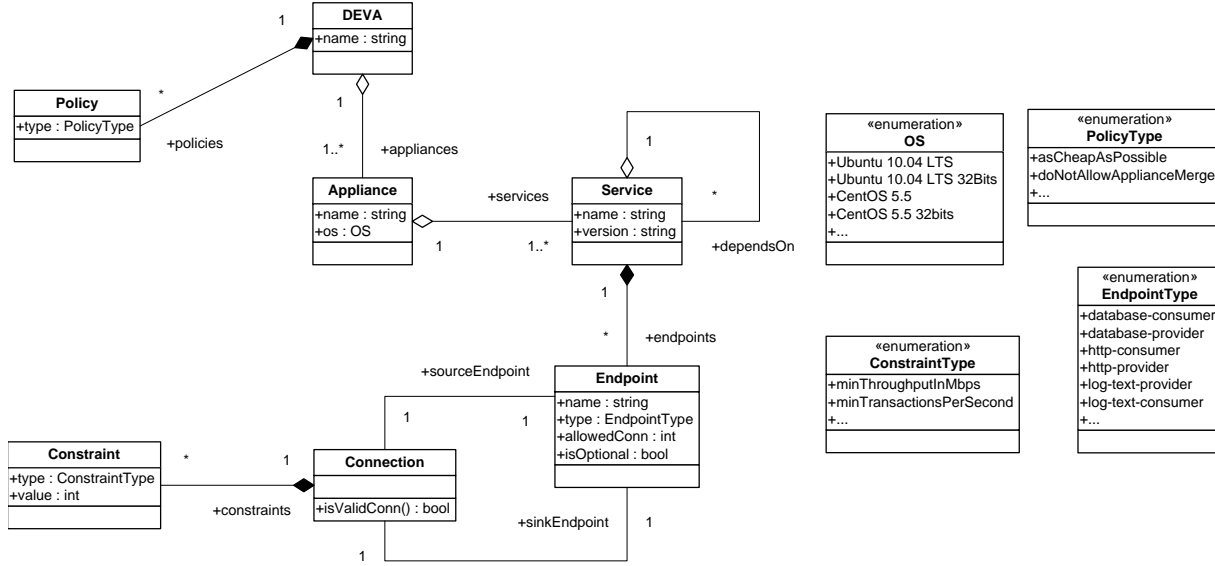 DEVA
+name : string
1
1
*
+policies
Policy
+type : PolicyType
1
1..*
+appliances
Appliance
+name : string
+os : OS
1
+services
1..*
Service
+name : string
+version : string
1
*
+dependsOn
1
*
+endpoints
«enumeration»
OS
+Ubuntu 10.04 LTS
+Ubuntu 10.04 LTS 32Bits
+CentOS 5.5
+CentOS 5.5 32bits
+...
«enumeration»
PolicyType
+asCheapAsPossible
+doNotAllowApplianceMerge
+...
«enumeration»
EndpointType
+database-consumer
+database-provider
+http-consumer
+http-provider
+log-text-provider
+log-text-consumer
+...
«enumeration»
ConstraintType
+minThroughputInMbps
+minTransactionsPerSecond
+...
+sourceEndpoint
1
1
Endpoint
+name : string
+type : EndpointType
+allowedConn : int
+isOptional : bool
Constraint
+type : ConstraintType
+value : int
*
1
+constraints
Connection
+isValidConn() : bool
+sinkEndpoint
1
1